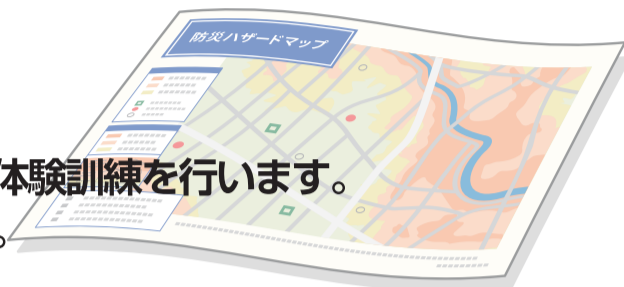 防災ハザードマップ
体験訓練を行います。
。